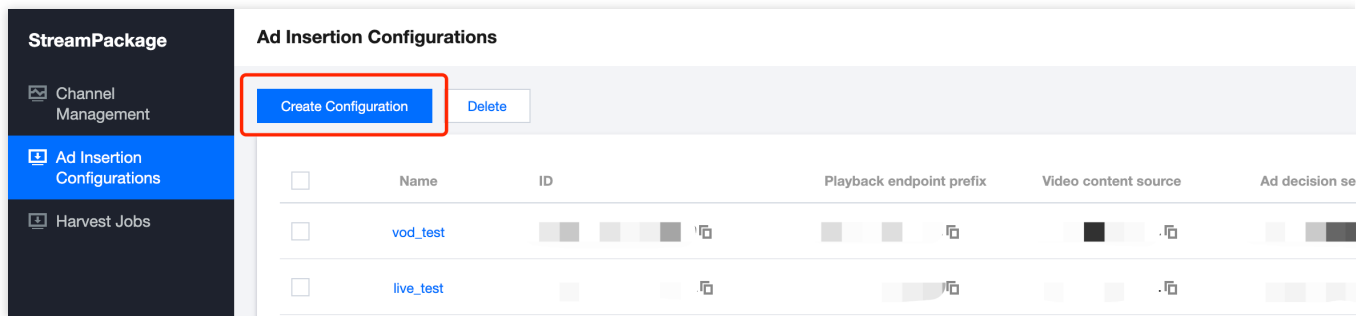 StreamPackage
Ad Insertion Configurations
Channel
Management
Create Configuration
Delete
Ad Insertion
Configurations
Name
ID
Playback endpoint prefix
Video content source
Ad decision se
Harvest Jobs
vod_test
live_test